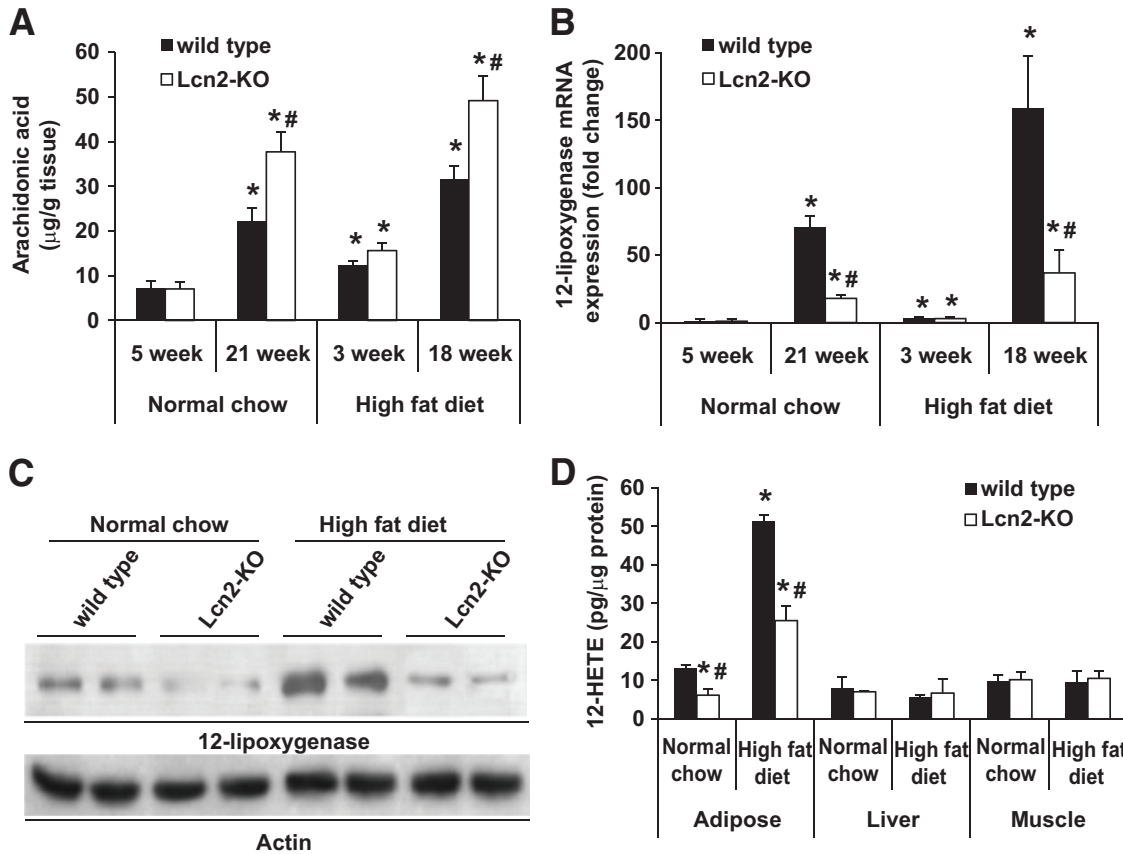 A
Arachidonic acid
(μg/g tissue)
wild type
Lcn2-KO
60
50
40
30
20
10
0
*
*#
*
*
*
*#
5 week 21 week 3 week 18 week
Normal chow High fat diet
B
12-lipoxygenase mRNA
expression (fold change)
wild type
Lcn2-KO
200
150
100
50
0
*
*#
*
*
*
*#
5 week 21 week 3 week 18 week
Normal chow High fat diet
C
Normal chow High fat diet
wild type Lcn2-KO wild type Lcn2-KO
12-lipoxygenase
Actin
D
12-HETE (pg/μg protein)
wild type
Lcn2-KO
60
50
40
30
20
10
0
*#
*
*#
Normal High fat Normal High fat Normal High fat
chow diet chow diet chow diet
Adipose Liver Muscle